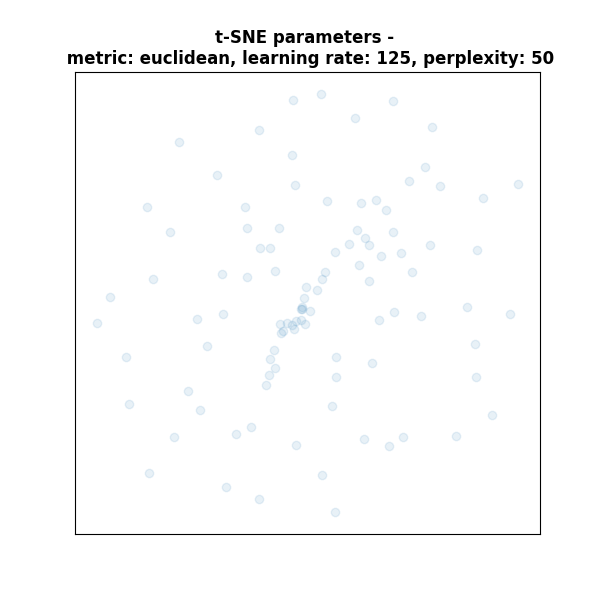 t-SNE parameters -
metric: euclidean, learning rate: 125, perplexity: 50